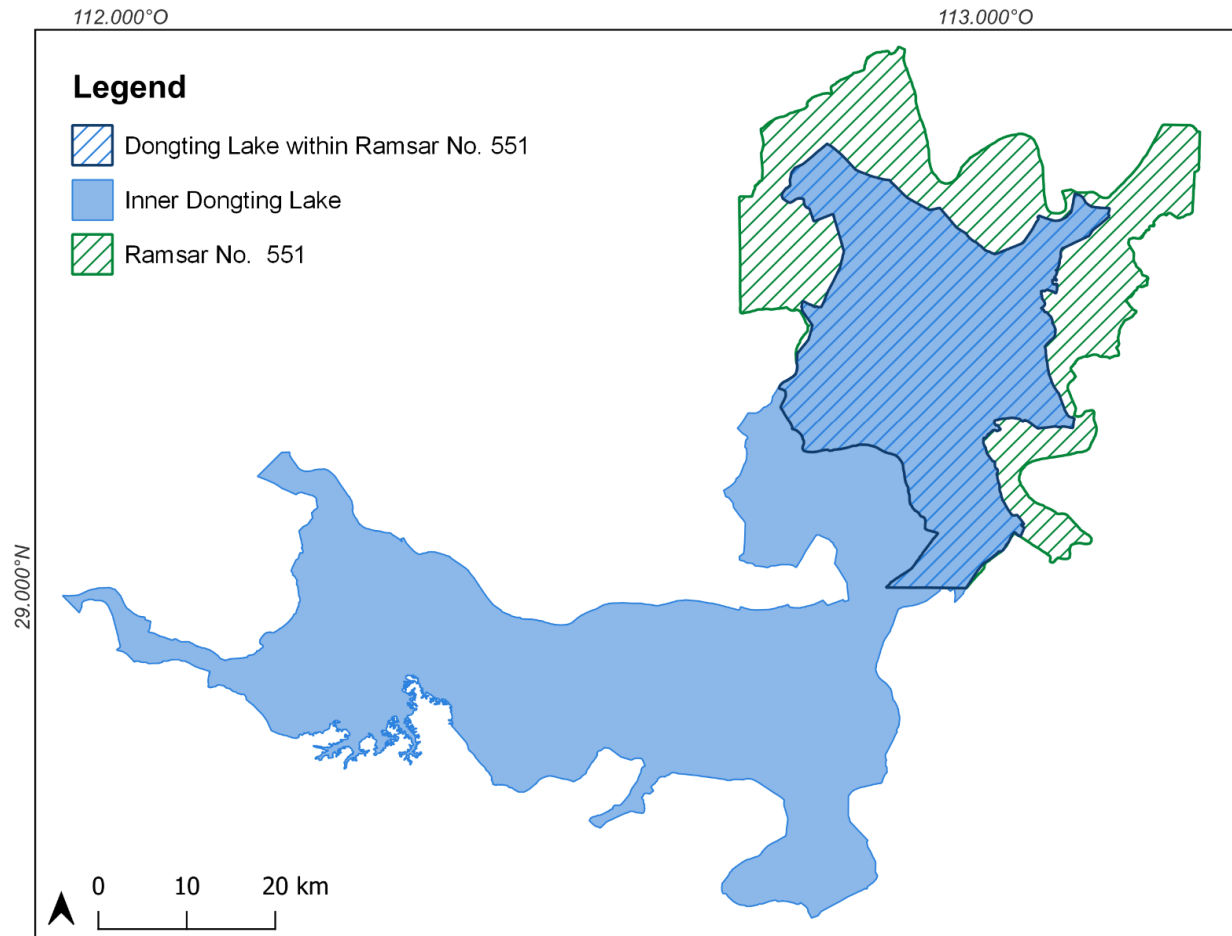 112.000°O
113.000°O
29.000°N
Legend
Dongting Lake within Ramsar No. 551
Inner Dongting Lake
Ramsar No.  551
0 10 20 km